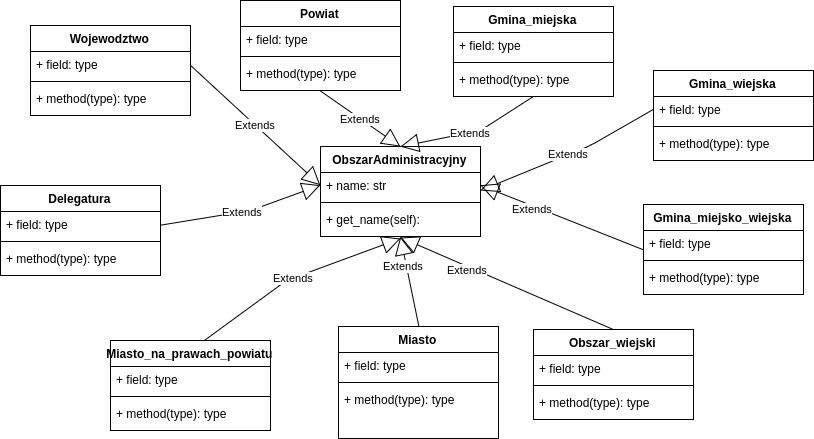 Powiat
+ field: type
+ method(type): type
Gmina_miejska
+ field: type
+ method(type): type
Wojewodztwo
+ field: type
+ method(type): type
Gmina_wiejska
+ field: type
+ method(type): type
Extends
Extends
Extends
Extends
ObszarAdministracyjny
+ name: str
+ get_name(self):
Delegatura
+ field: type
+ method(type): type
Extends
Extends
Gmina_miejsko_wiejska
+ field: type
+ method(type): type
Extends
Extends
Extends
Miasto_na_prawach_powiatu
+ field: type
+ method(type): type
Miasto
+ field: type
+ method(type): type
Obszar_wiejski
+ field: type
+ method(type): type